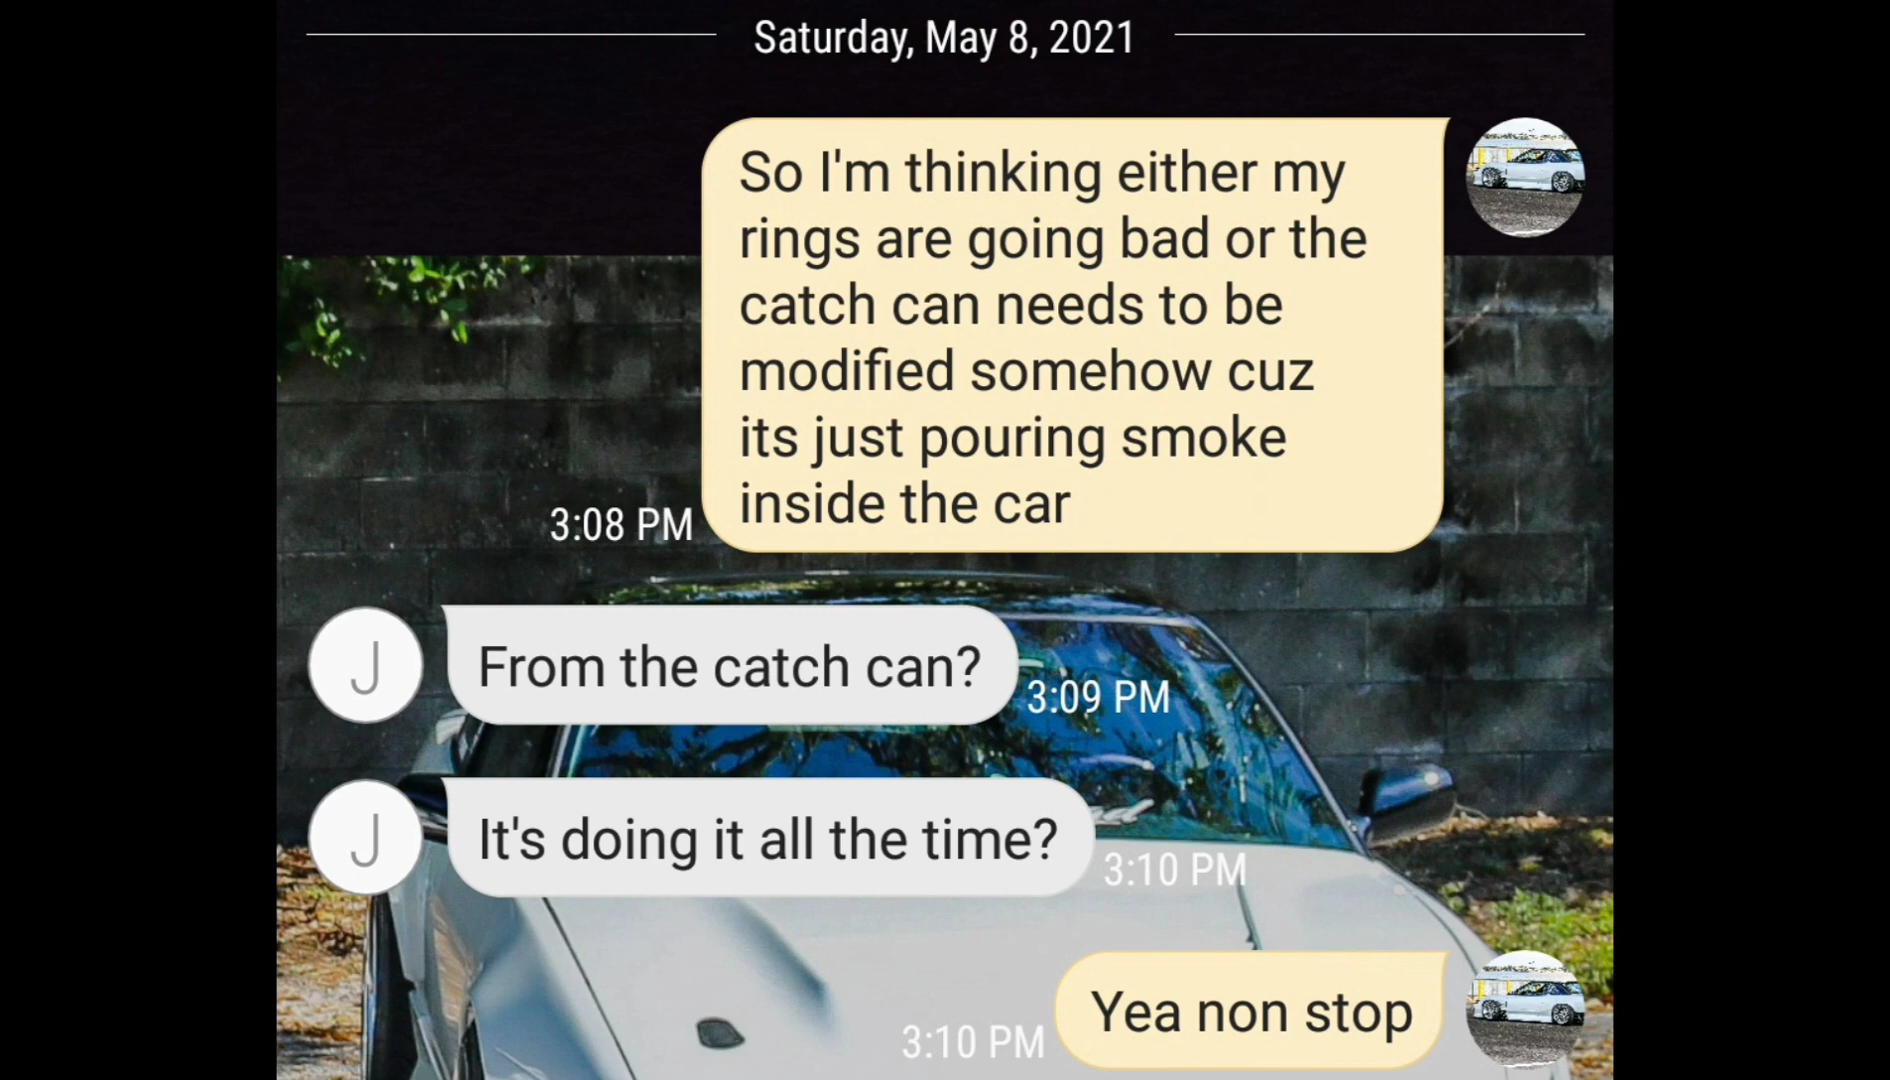 Saturday, May 8, 2021
So I'm thinking either my
rings are going bad or the
catch can needs to be
modified somehow cuz
its just pouring smoke
inside the car
3:08 PM
J
From the catch can?
3:09 PM
J
It's doing it all the time?
3:10 PM
Yea non stop
3:10 PM